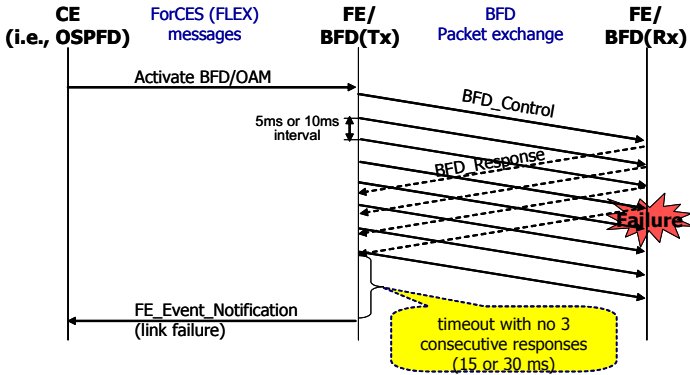 CE
(i.e., OSPFD)
ForCES (FLEX)
messages
FE/
BFD(Tx)
BFD
Packet exchange
FE/
BFD(Rx)
Activate BFD/OAM
BFD_Control
5ms or 10ms
interval
BFD_Response
Failure
FE_Event_Notification
(link failure)
timeout with no 3
consecutive responses
(15 or 30 ms)